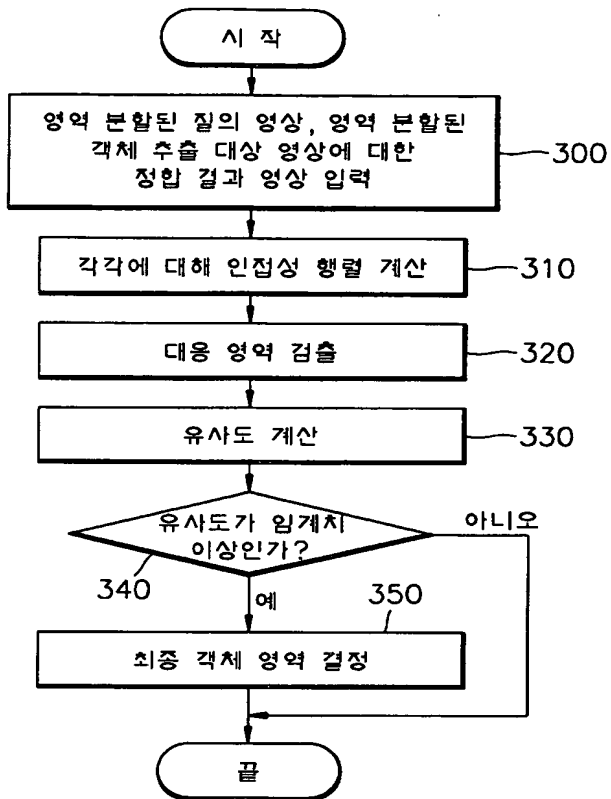 시 작
영역 분할된 질의 영상, 영역 분할된
객체 추출 대상 영상에 대한
정합 결과 영상 입력
300
각각에 대해 인접성 행렬 계산
310
대응 영역 검출
320
유사도 계산
330
유사도가 임계치
이상인가?
아니오
340
예
350
최종 객체 영역 결정
끝